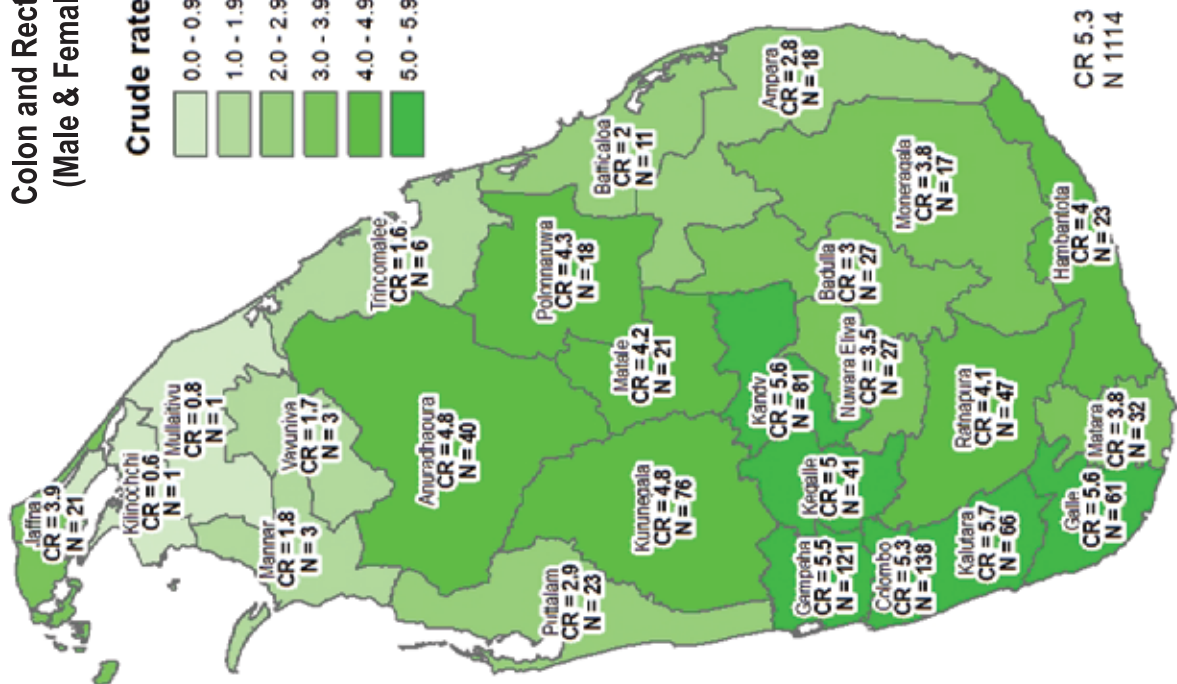 Colon and Rect
(Male & Femal
Crude rate
0.0 - 0.9
1.0 - 1.9
2.0 - 2.9
3.0 - 3.9
4.0 - 4.9
5.0 - 5.9
Jaffna
CR = 3.9
N = 21
Kilinochchi
CR = 0.6
N = 1
Mullaitivu
CR = 0.8
N = 1
Mannar
CR = 1.8
N = 3
Vavuniya
CR = 1.7
N = 3
Trincomalee
CR = 1.6
N = 6
Anuradhapura
CR = 4.8
N = 40
Polonnaruwa
CR = 4.3
N = 18
Puttalam
CR = 2.9
N = 23
Kurunegala
CR = 4.8
N = 76
Matale
CR = 4.2
N = 21
Batticaloa
CR = 2
N = 11
Ampara
CR = 2.8
N = 18
Kandy
CR = 5.6
N = 81
Kegalle
CR = 5
N = 41
Gampaha
CR = 5.5
N = 121
Colombo
CR = 5.3
N = 138
Nuwara Eliya
CR = 3.5
N = 27
Badulla
CR = 3
N = 27
Moneragala
CR = 3.8
N = 17
Kalutara
CR = 5.7
N = 66
Ratnapura
CR = 4.1
N = 47
Galle
CR = 5.6
N = 61
Matara
CR = 3.8
N = 32
Hambantota
CR = 4
N = 23
CR 5.3
N 1114